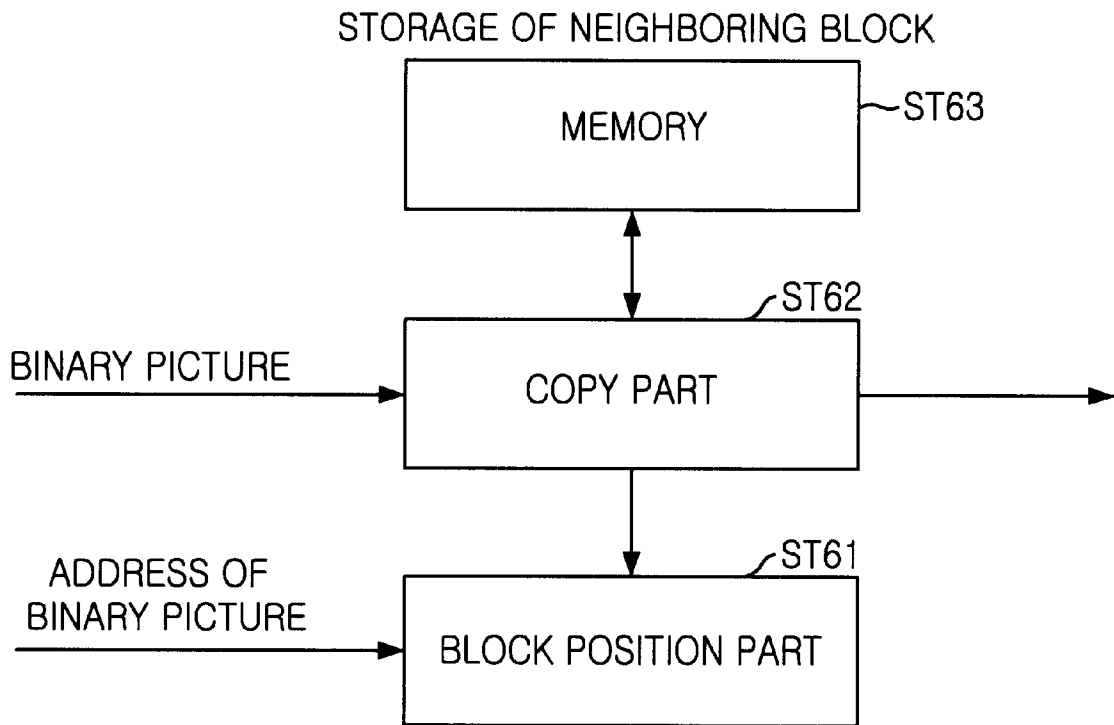 STORAGE OF NEIGHBORING BLOCK
MEMORY
ST63
ST62
BINARY PICTURE
COPY PART
ST61
ADDRESS OF
BINARY PICTURE
BLOCK POSITION PART